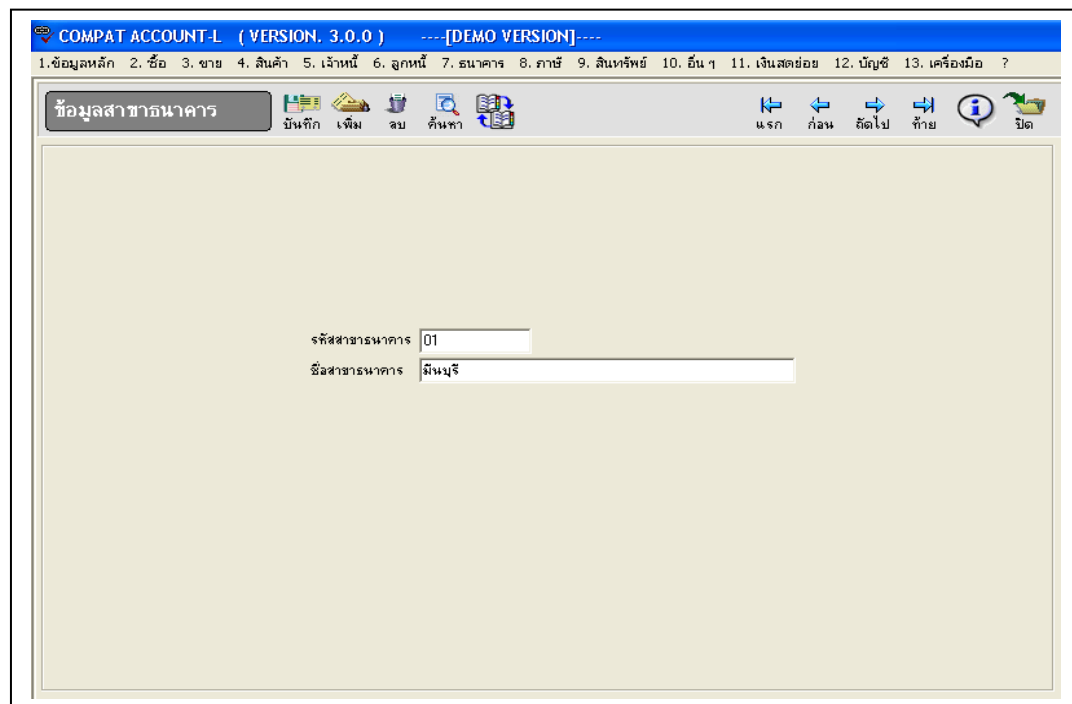 COMPAT ACCOUNT-L ( VERSION. 3.0.0 ) ----[DEMO VERSION]----
1.ข้อมูลหลัก 2. ซื้อ 3. ขาย 4. สินค้า 5. เจ้าหนี้ 6. ลูกหนี้ 7. ธนาคาร 8. ภาษี 9. สินทรัพย์ 10. อื่น ๆ 11. เงินสดย่อย 12. บัญชี 13. เครื่องมือ ?
ข้อมูลสาขาธนาคาร บันทึก เพิ่ม ลบ ค้นหา แรก ก่อน ถัดไป ท้าย ปิด
รหัสสาขาธนาคาร 01
ชื่อสาขาธนาคาร มีนบุรี